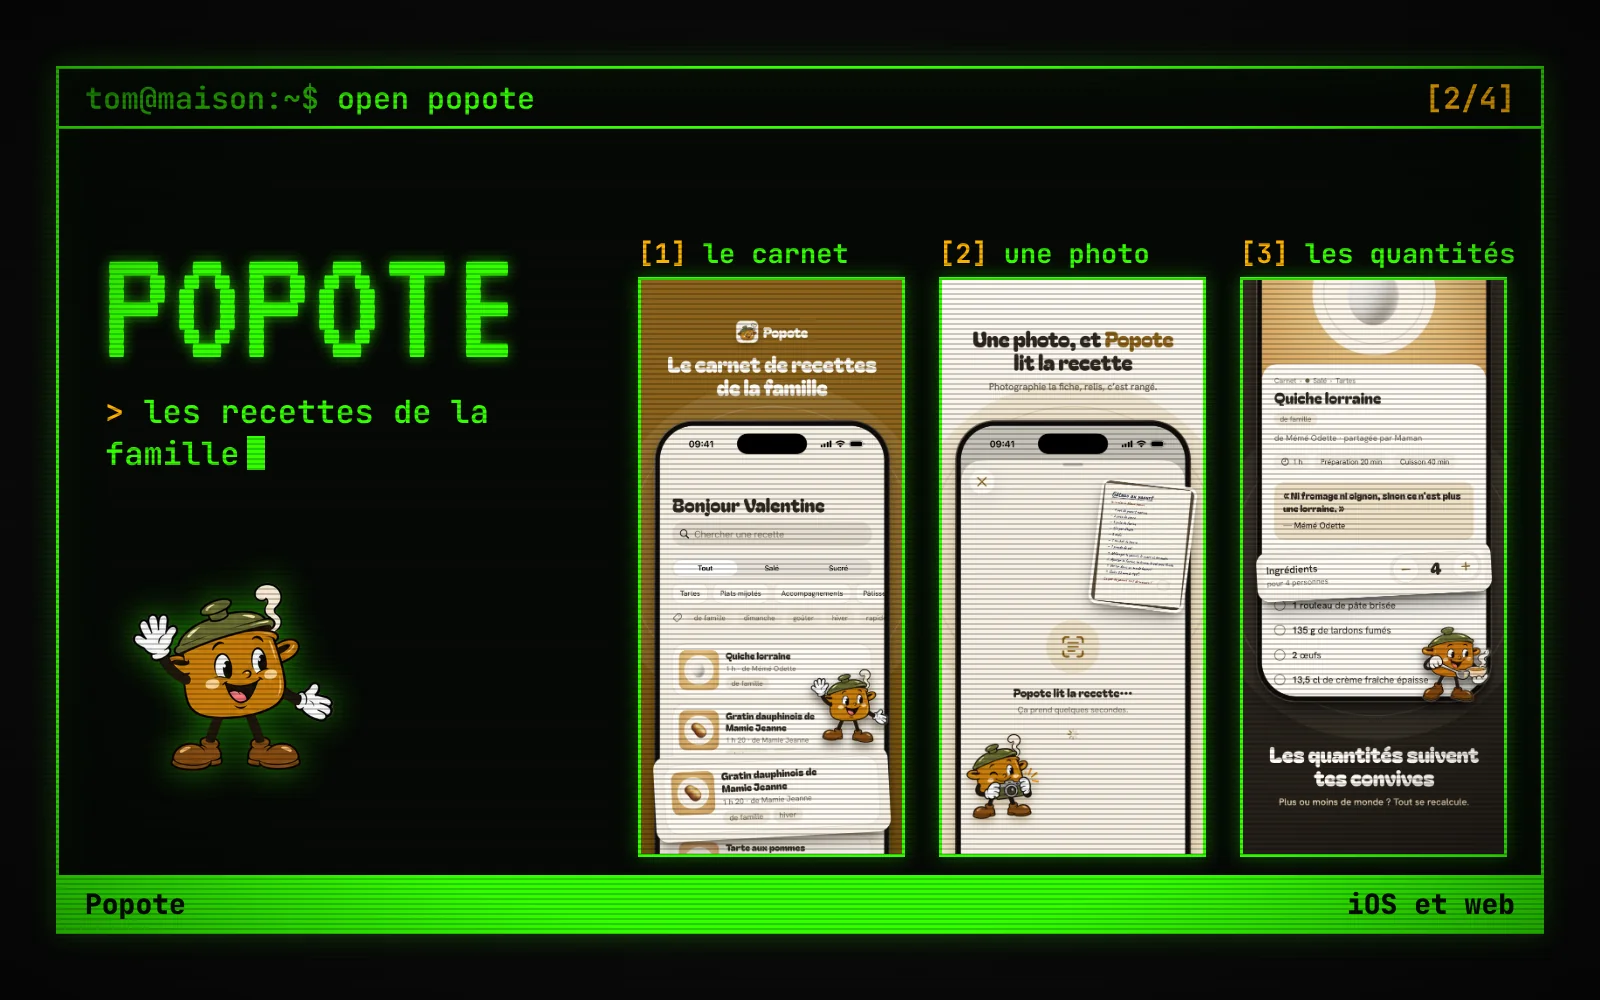 tom@maison:~$ open popote
[2/4]
POPOTE
> les recettes de la
famille
[1] le carnet
Popote
Le carnet de recettes
de la famille
09:41
Bonjour Valentine
Chercher une recette
Tout Salé Sucré
Tartes Plats mijotés Accompagnements Pâtiss
de famille dimanche goûter hiver rapid
Quiche lorraine
1 h · de Mémé Odette
de famille
Gratin dauphinois de
Mamie Jeanne
1 h 20 · de Mamie Jeanne
Gratin dauphinois de
Mamie Jeanne
1 h 20 · de Mamie Jeanne
de famille hiver
Tarte aux pommes
[2] une photo
Une photo, et Popote
lit la recette
Photographie la fiche, relis, c'est rangé.
09:41
Popote lit la recette•••
Ça prend quelques secondes.
[3] les quantités
Carnet · Salé · Tartes
Quiche lorraine
de famille
de Mémé Odette · partagée par Maman
1 h Préparation 20 min Cuisson 40 min
« Ni fromage ni oignon, sinon ce n'est plus
une lorraine. »
— Mémé Odette
Ingrédients
pour 4 personnes
− 4 +
1 rouleau de pâte brisée
135 g de lardons fumés
2 œufs
13,5 cl de crème fraîche épaisse
Les quantités suivent
tes convives
Plus ou moins de monde ? Tout se recalcule.
Popote
iOS et web